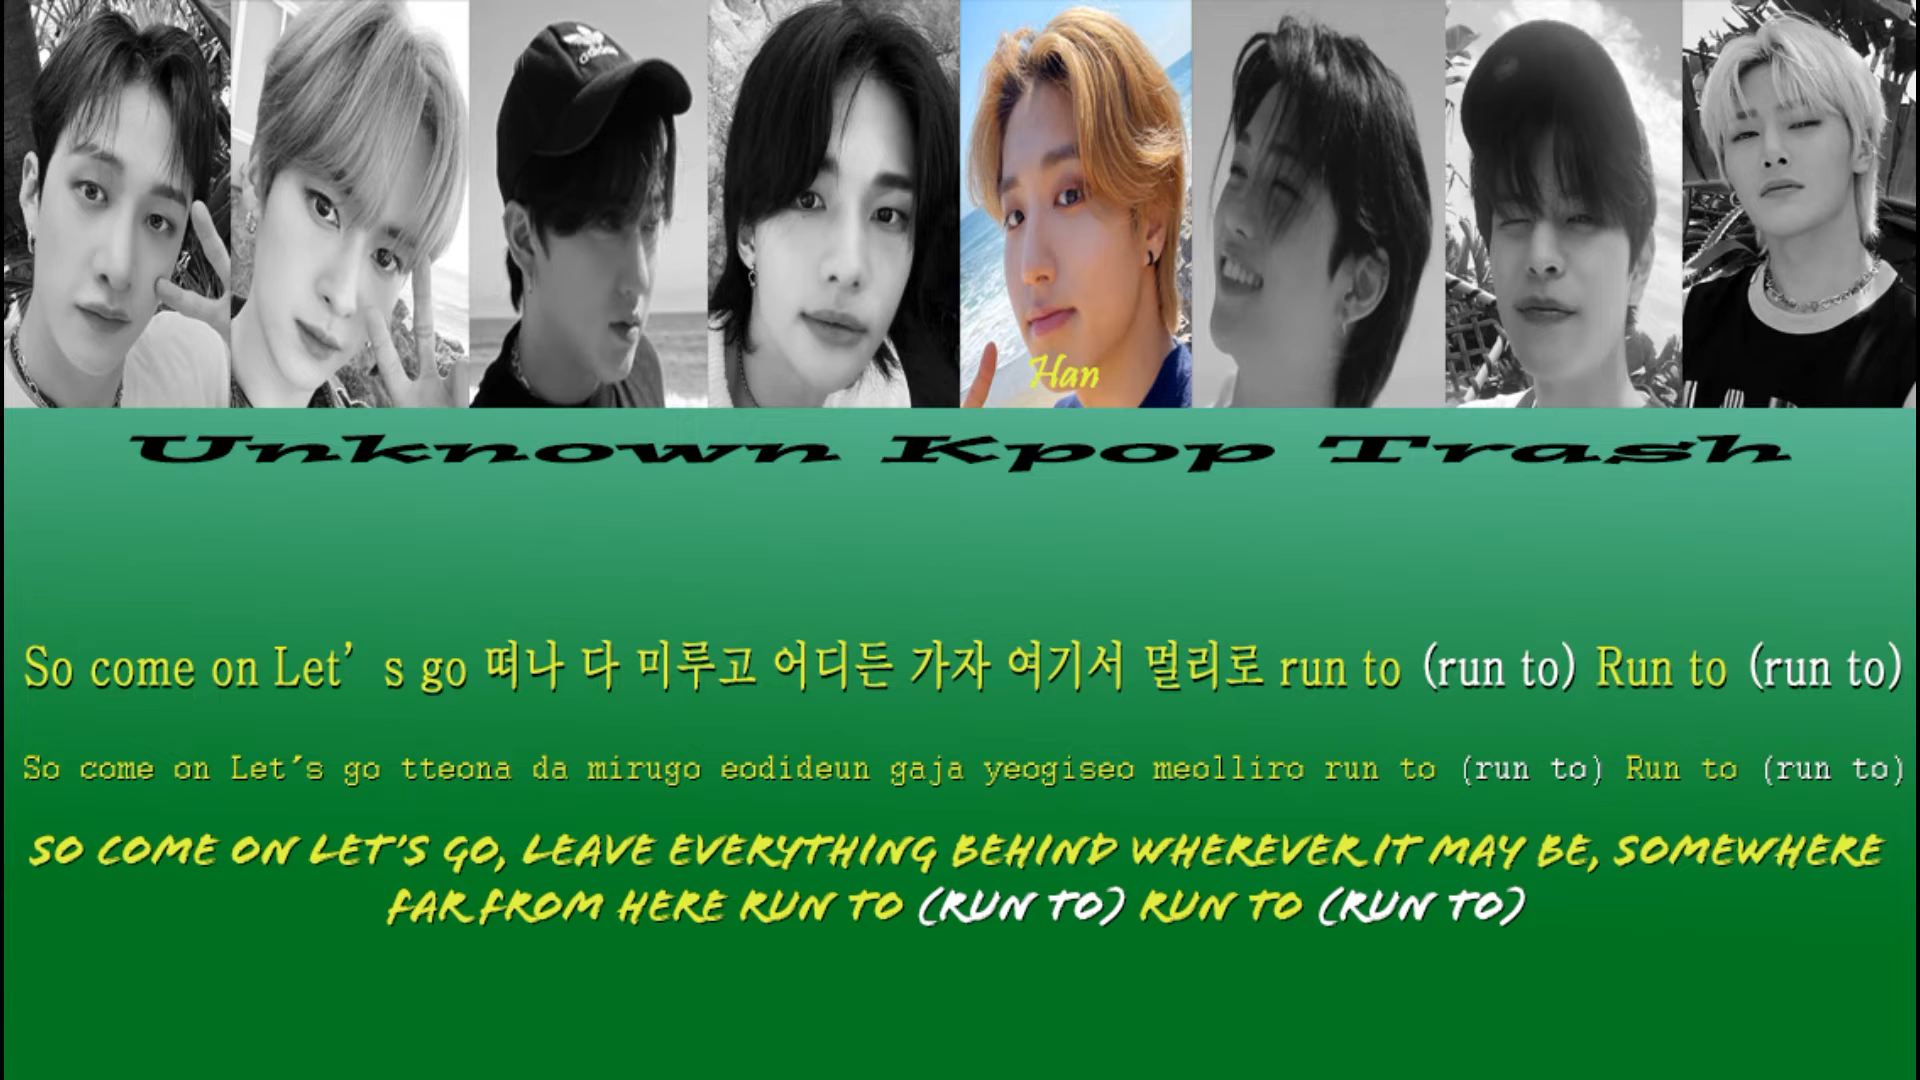 Han
Unknown Kpop Trash
So come on Let's go 떠나 다 미루고 어디든 가자 여기서 멀리로 run to (run to) Run to (run to)
So come on Let´s go tteona da mirugo eodideun gaja yeogiseo meolliro run to (run to) Run to (run to)
SO COME ON LET'S GO, LEAVE EVERYTHING BEHIND WHEREVER IT MAY BE, SOMEWHERE
FAR FROM HERE RUN TO (RUN TO) RUN TO (RUN TO)